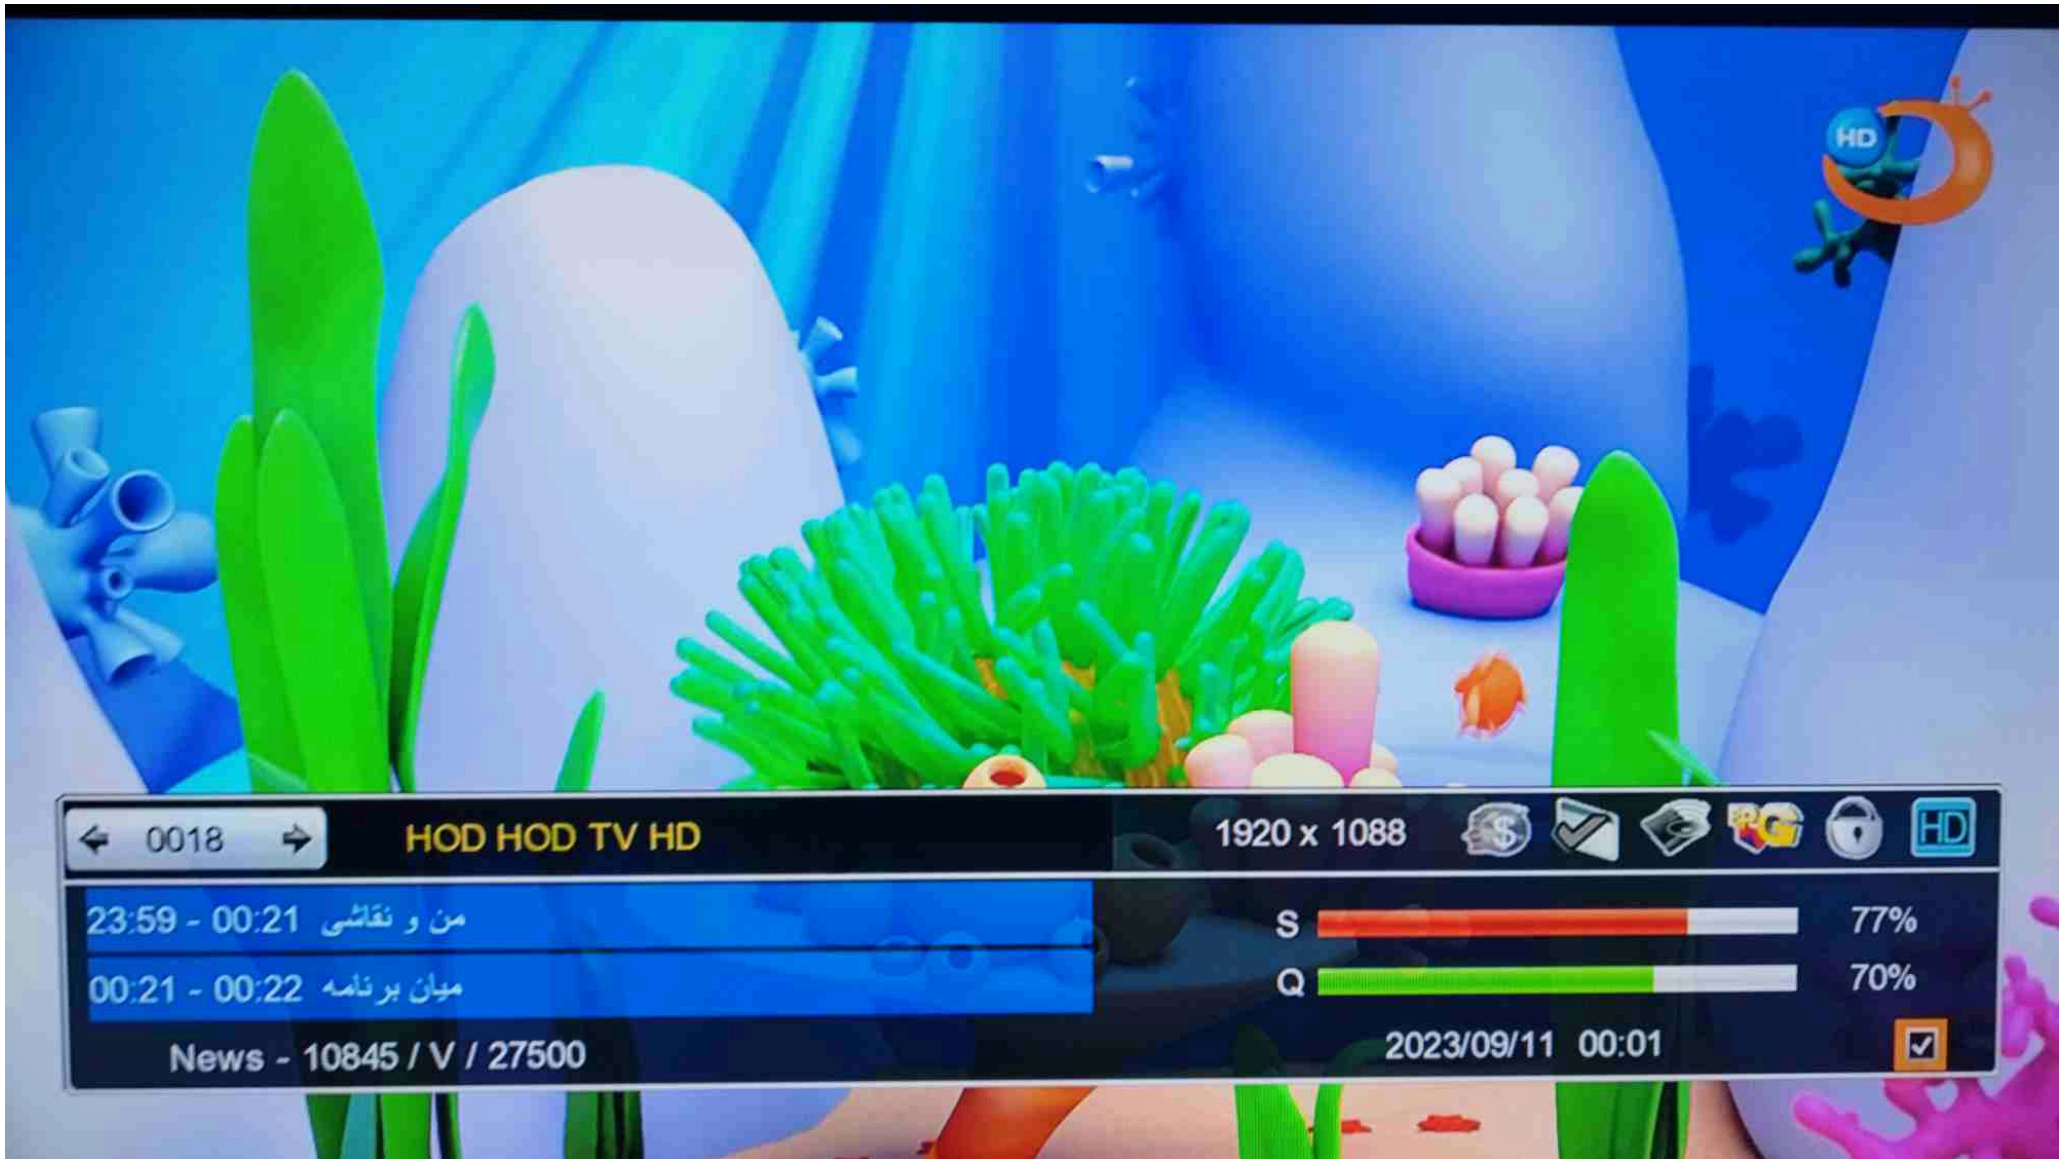 HD
0018 HOD HOD TV HD 1920 x 1088 $ EPG HD
23:59 - 00:21 من و نقاشی
S 77%
00:21 - 00:22 میان برنامه
Q 70%
News - 10845 / V / 27500 2023/09/11 00:01